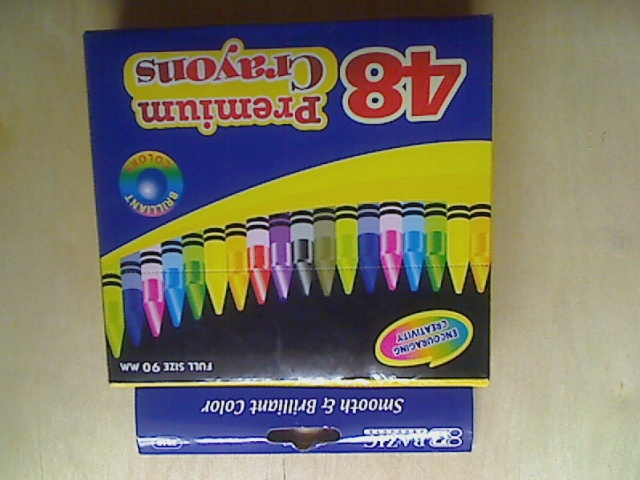 BAZIC
Smooth & Brilliant Color
FULL SIZE 90 MM
ENCOURAGING
CREATIVITY
BRILLIANT
COLOR
48
Premium
Crayons